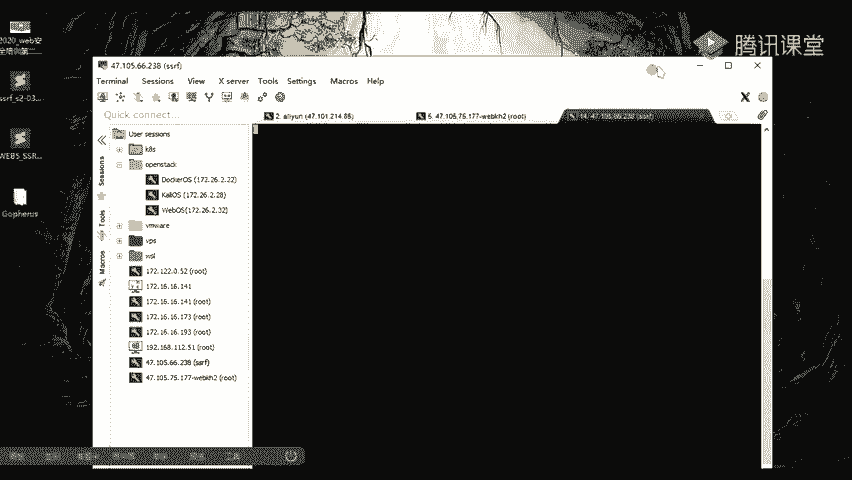 腾讯课堂
47.105.66.238 (ssrf)
Terminal Sessions View X server Tools Settings Macros Help
Quick connect...
2. aliyun (47.101.214.86)
5. 47.105.75.177-webkh2 (root)
14. 47.105.66.238 (ssrf)
Sessions
Tools
Macros
User sessions
k8s
openstack
DockerOS (172.26.2.22)
KaliOS (172.26.2.28)
WebOS(172.26.2.32)
vmware
vps
wsl
172.122.0.52 (root)
172.16.16.141
172.16.16.141 (root)
172.16.16.173 (root)
172.16.16.193 (root)
192.168.112.51 (root)
47.105.66.238 (ssrf)
47.105.75.177-webkh2 (root)
2020_web安
全培训第二...
ssrf_s2-03...
WEB5_SSR...
Gopherus